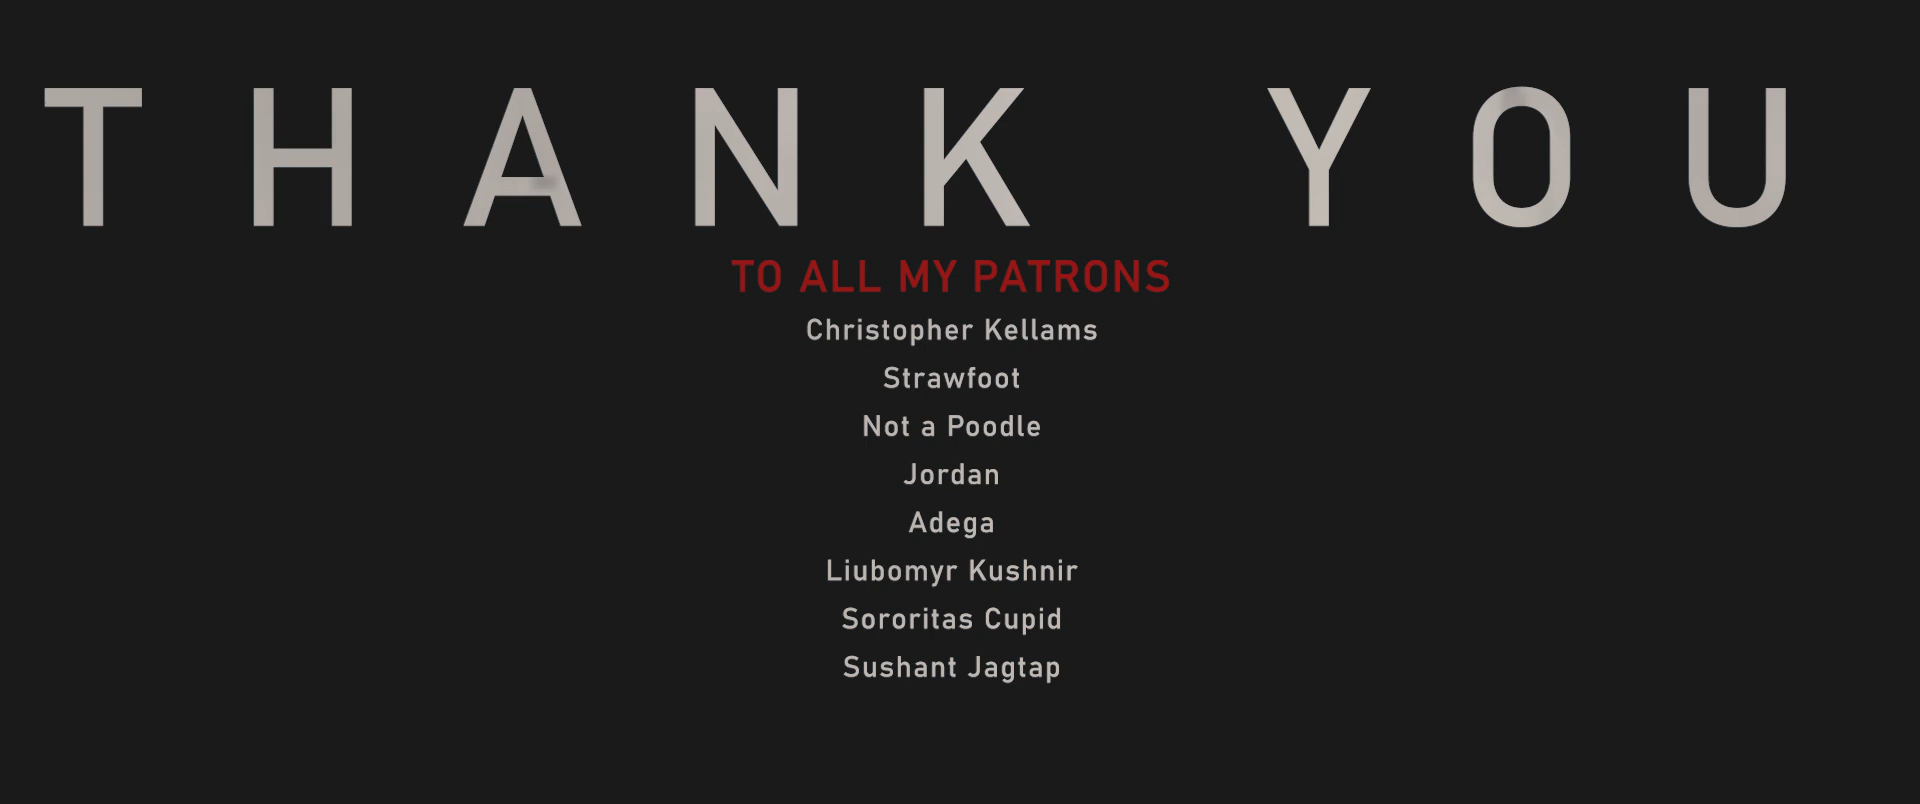 THANK YOU
TO ALL MY PATRONS
Christopher Kellams
Strawfoot
Not a Poodle
Jordan
Adega
Liubomyr Kushnir
Sororitas Cupid
Sushant Jagtap